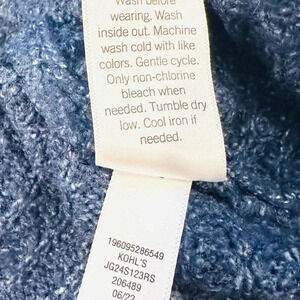 Wash before
wearing. Wash
inside out. Machine
wash cold with like
colors. Gentle cycle.
Only non-chlorine
bleach when
needed. Tumble dry
low. Cool iron if
needed.
196095286549
KOHL'S
JG24S123RS
206489
06/22